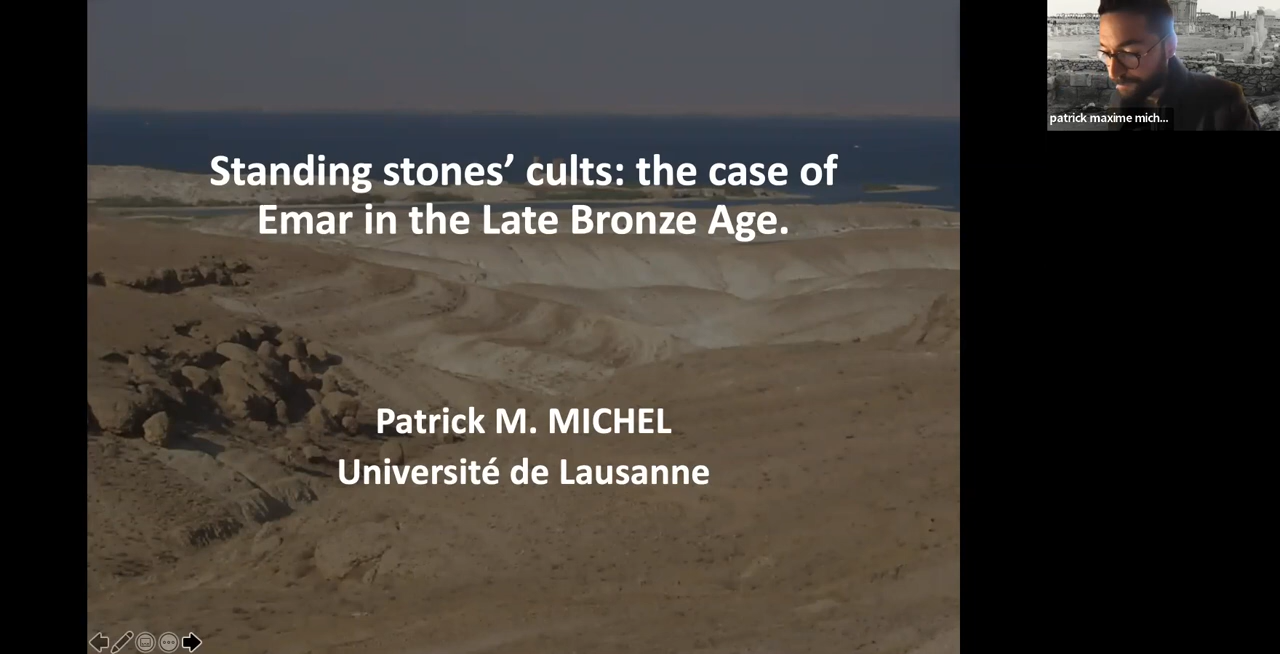 Standing stones’ cults: the case of
Emar in the Late Bronze Age.
Patrick M. MICHEL
Université de Lausanne
patrick maxime mich...